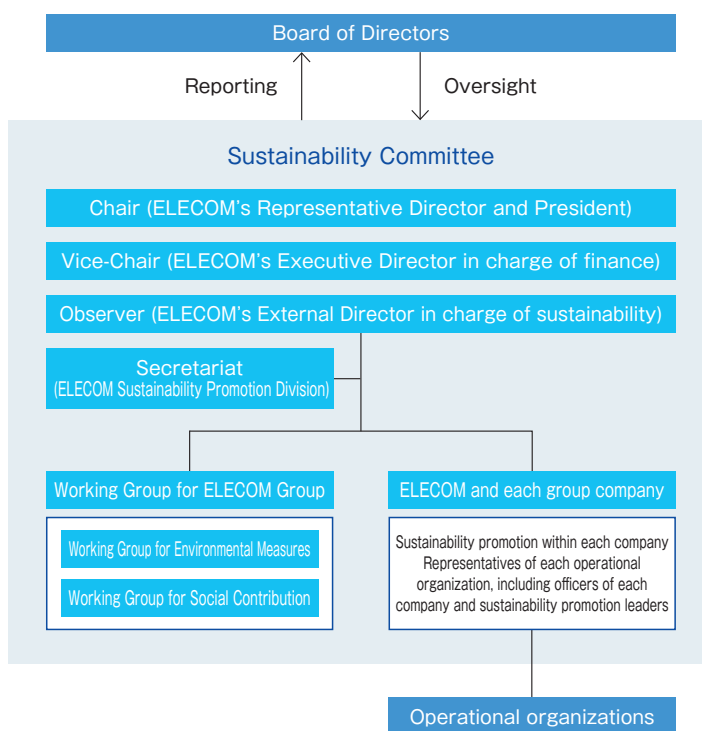 Board of Directors
Reporting
Oversight
Sustainability Committee
Chair (ELECOM's Representative Director and President)
Vice-Chair (ELECOM's Executive Director in charge of finance)
Observer (ELECOM's External Director in charge of sustainability)
Secretariat
(ELECOM Sustainability Promotion Division)
Working Group for ELECOM Group
Working Group for Environmental Measures
Working Group for Social Contribution
ELECOM and each group company
Sustainability promotion within each company
Representatives of each operational
organization, including officers of each
company and sustainability promotion leaders
Operational organizations